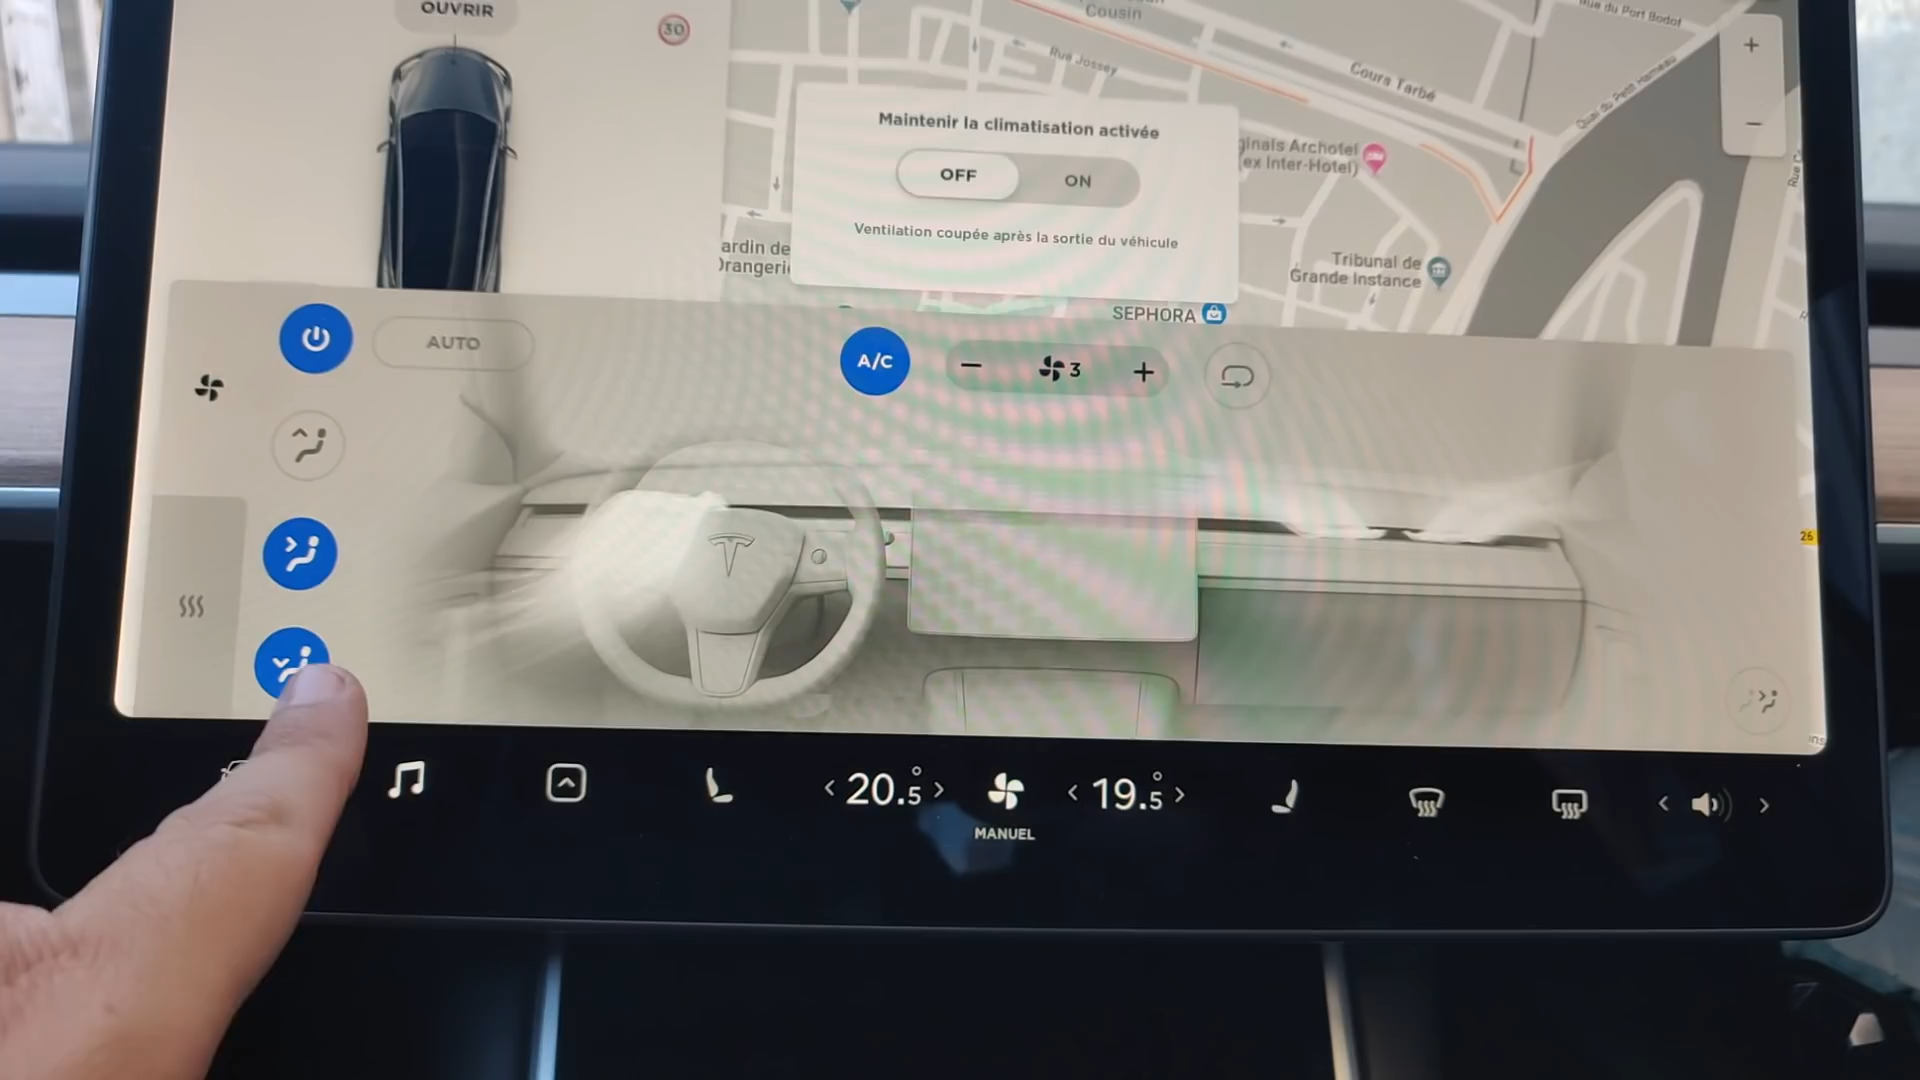 OUVRIR
30
Cousin
Rue du Port Bodot
Rue Jossey
Cours Tarbé
Quai du Petit Hameau
Maintenir la climatisation activée
OFF
ON
Ventilation coupée après la sortie du véhicule
ginals Archotel
(ex Inter-Hotel)
ardin de
Orangeri
Tribunal de
Grande Instance
SEPHORA
AUTO
A/C
3
26
20.5°
19.5°
MANUEL